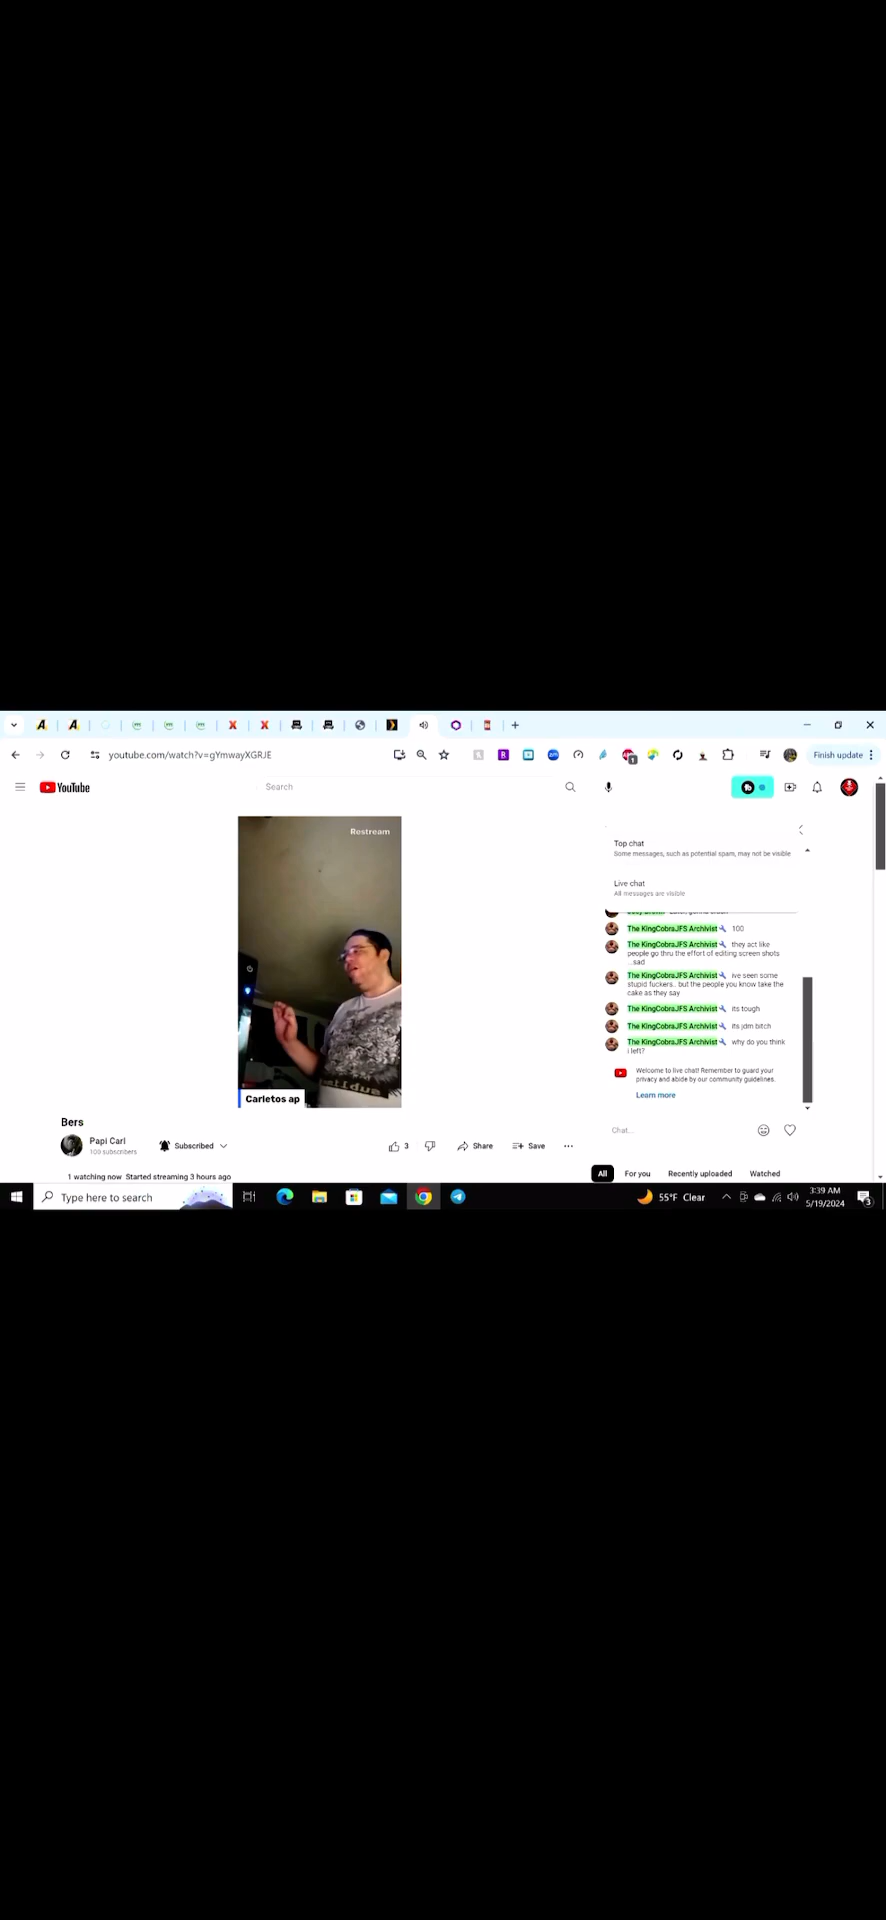 youtube.com/watch?v=gYmwayXGRJE
Finish update
YouTube
Search
Restream
Carletos ap
Top chat
Some messages, such as potential spam, may not be visible
Live chat
All messages are visible
The KingCobraJFS Archivist 100
The KingCobraJFS Archivist they act like
people go thru the effort of editing screen shots
...sad
The KingCobraJFS Archivist ive seen some
stupid fuckers.. but the people you know take the
cake as they say
The KingCobraJFS Archivist its tough
The KingCobraJFS Archivist its jdm bitch
The KingCobraJFS Archivist why do you think
i left?
Welcome to live chat! Remember to guard your
privacy and abide by our community guidelines.
Learn more
Chat...
Bers
Papi Carl
Subscribed
3
Share
Save
1 watching now Started streaming 3 hours ago
All
For you
Recently uploaded
Watched
Type here to search
55°F Clear
3:39 AM
5/19/2024
3